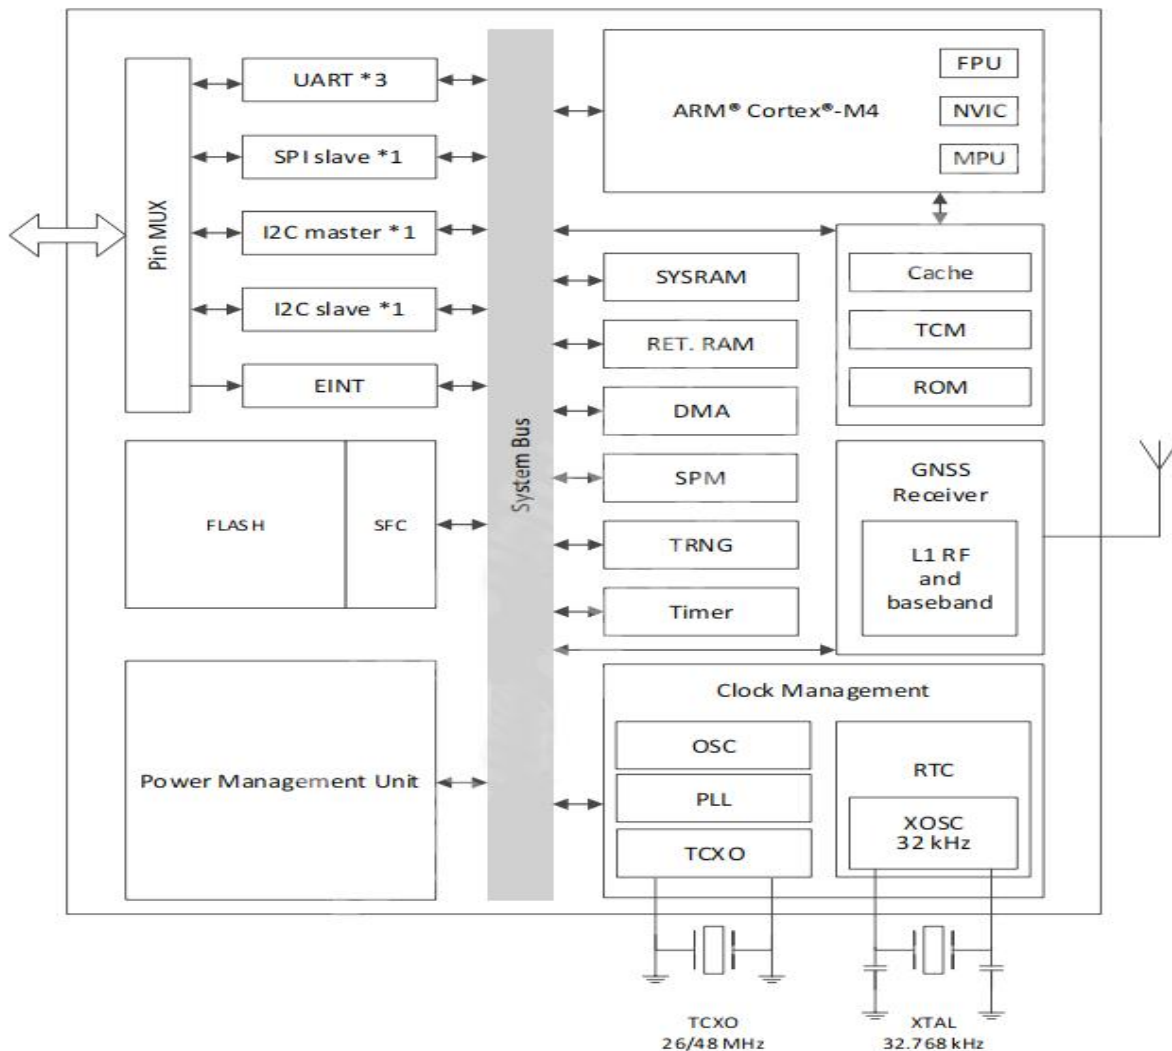 UART *3
SPI slave *1
I2C master *1
I2C slave *1
EINT
Pin MUX
FLASH
SFC
Power Management Unit
System Bus
ARM® Cortex®-M4
FPU
NVIC
MPU
SYSRAM
RET. RAM
DMA
SPM
TRNG
Timer
Cache
TCM
ROM
GNSS
Receiver
L1 RF
and
baseband
Clock Management
OSC
PLL
TCXO
RTC
XOSC
32 kHz
TCXO
26/48 MHz
XTAL
32.768 kHz